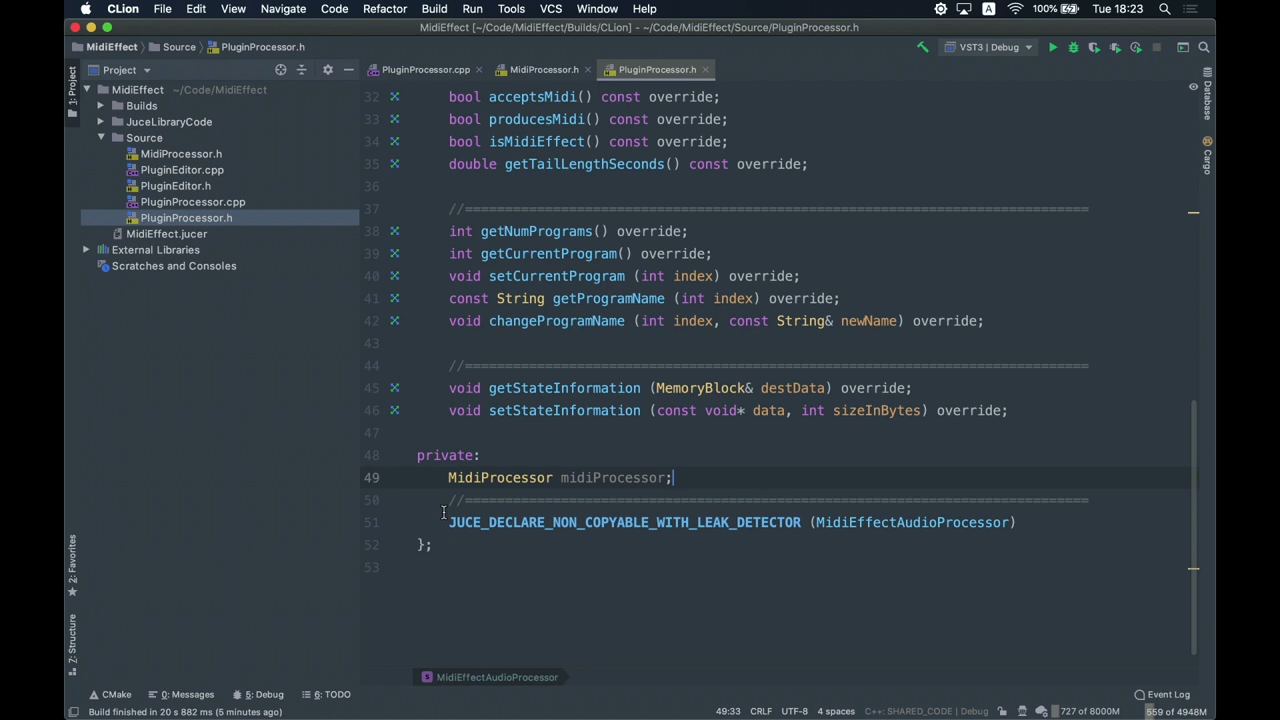 CLion File Edit View Navigate Code Refactor Build Run Tools VCS Window Help A 100% Tue 18:23
MidiEffect [~/Code/MidiEffect/Builds/CLion] - ~/Code/MidiEffect/Source/PluginProcessor.h
MidiEffect Source PluginProcessor.h VST3 | Debug
1: Project
Project
PluginProcessor.cpp MidiProcessor.h PluginProcessor.h
MidiEffect ~/Code/MidiEffect
Builds
JuceLibraryCode
Source
MidiProcessor.h
PluginEditor.cpp
PluginEditor.h
PluginProcessor.cpp
PluginProcessor.h
MidiEffect.jucer
External Libraries
Scratches and Consoles
32 bool acceptsMidi() const override;
33 bool producesMidi() const override;
34 bool isMidiEffect() const override;
35 double getTailLengthSeconds() const override;
36
37 //==============================================================================
38 int getNumPrograms() override;
39 int getCurrentProgram() override;
40 void setCurrentProgram (int index) override;
41 const String getProgramName (int index) override;
42 void changeProgramName (int index, const String& newName) override;
43
44 //==============================================================================
45 void getStateInformation (MemoryBlock& destData) override;
46 void setStateInformation (const void* data, int sizeInBytes) override;
47
48 private:
49 MidiProcessor midiProcessor;
50 //==============================================================================
51 JUCE_DECLARE_NON_COPYABLE_WITH_LEAK_DETECTOR (MidiEffectAudioProcessor)
52 };
53
Database
Cargo
2: Favorites
7: Structure
MidiEffectAudioProcessor
CMake 0: Messages 5: Debug 6: TODO Event Log
Build finished in 20 s 882 ms (5 minutes ago) 49:33 CRLF UTF-8 4 spaces C++: SHARED_CODE | Debug 727 of 8000M 559 of 4948M